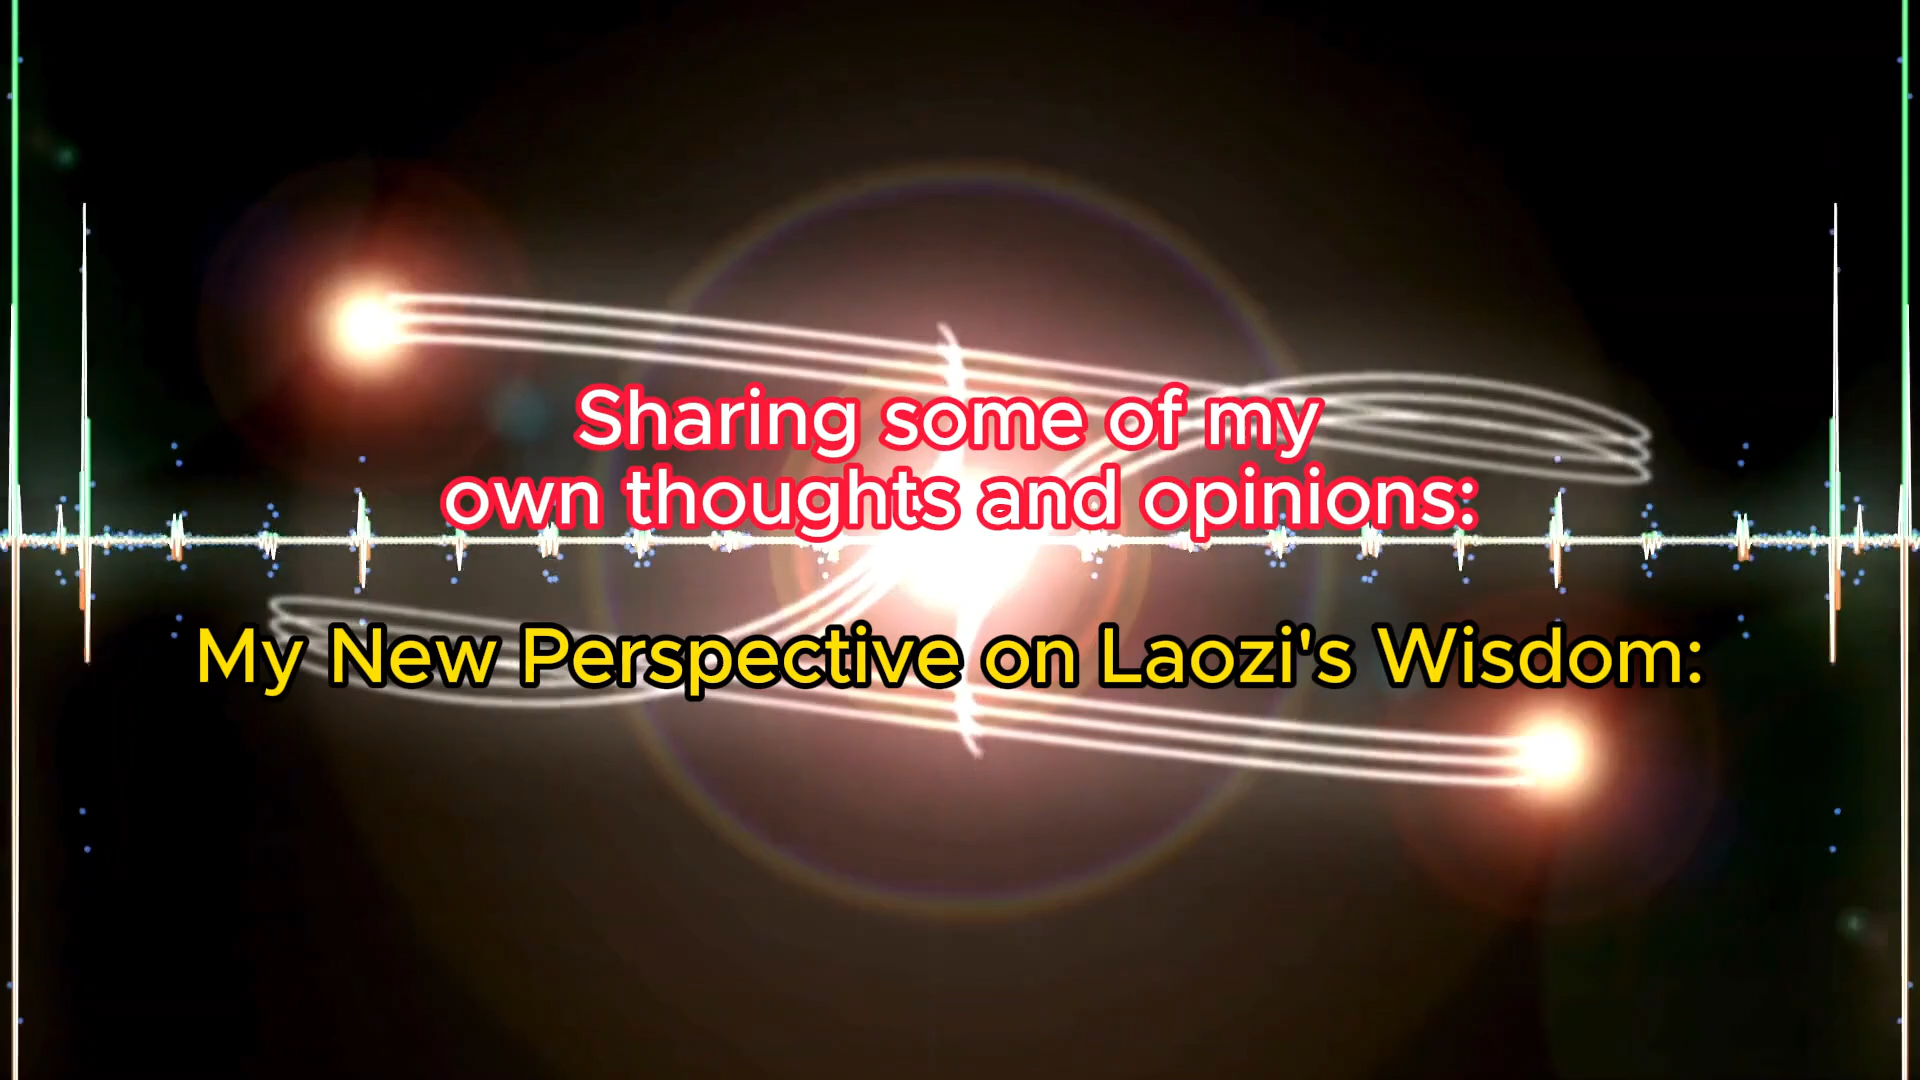 Sharing some of my
own thoughts and opinions:
My New Perspective on Laozi's Wisdom: